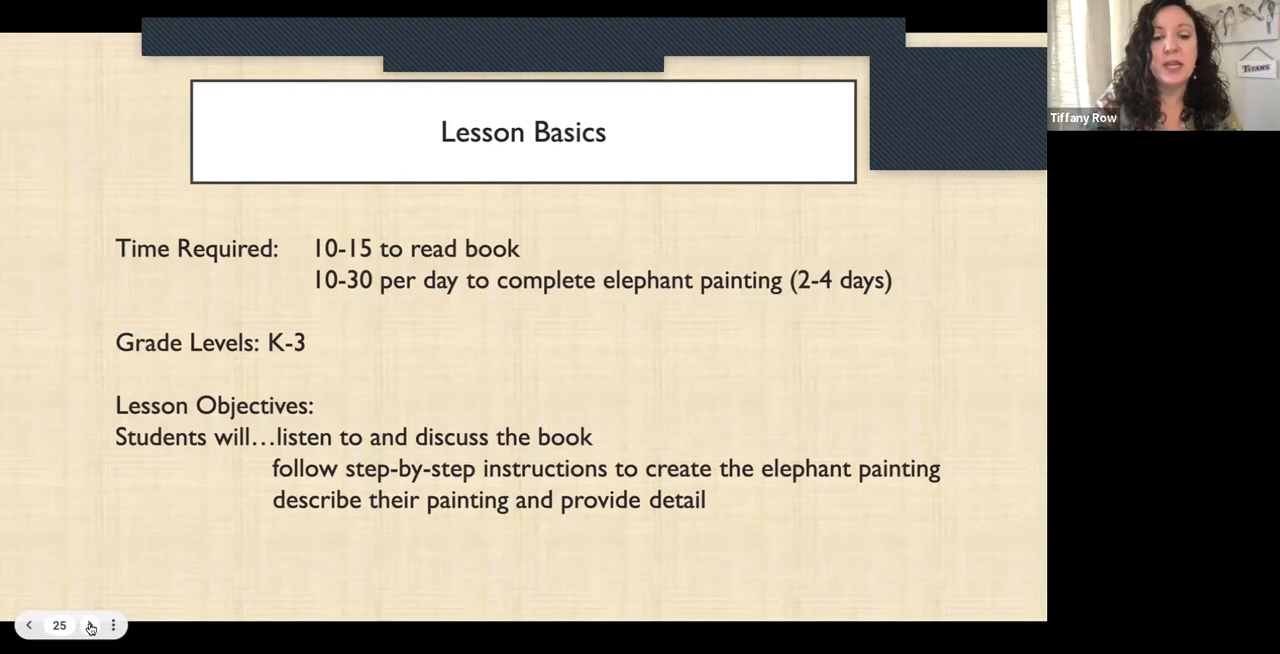 Lesson Basics
Time Required: 10-15 to read book
10-30 per day to complete elephant painting (2-4 days)
Grade Levels: K-3
Lesson Objectives:
Students will…listen to and discuss the book
follow step-by-step instructions to create the elephant painting
describe their painting and provide detail
25
TITANS
Tiffany Row